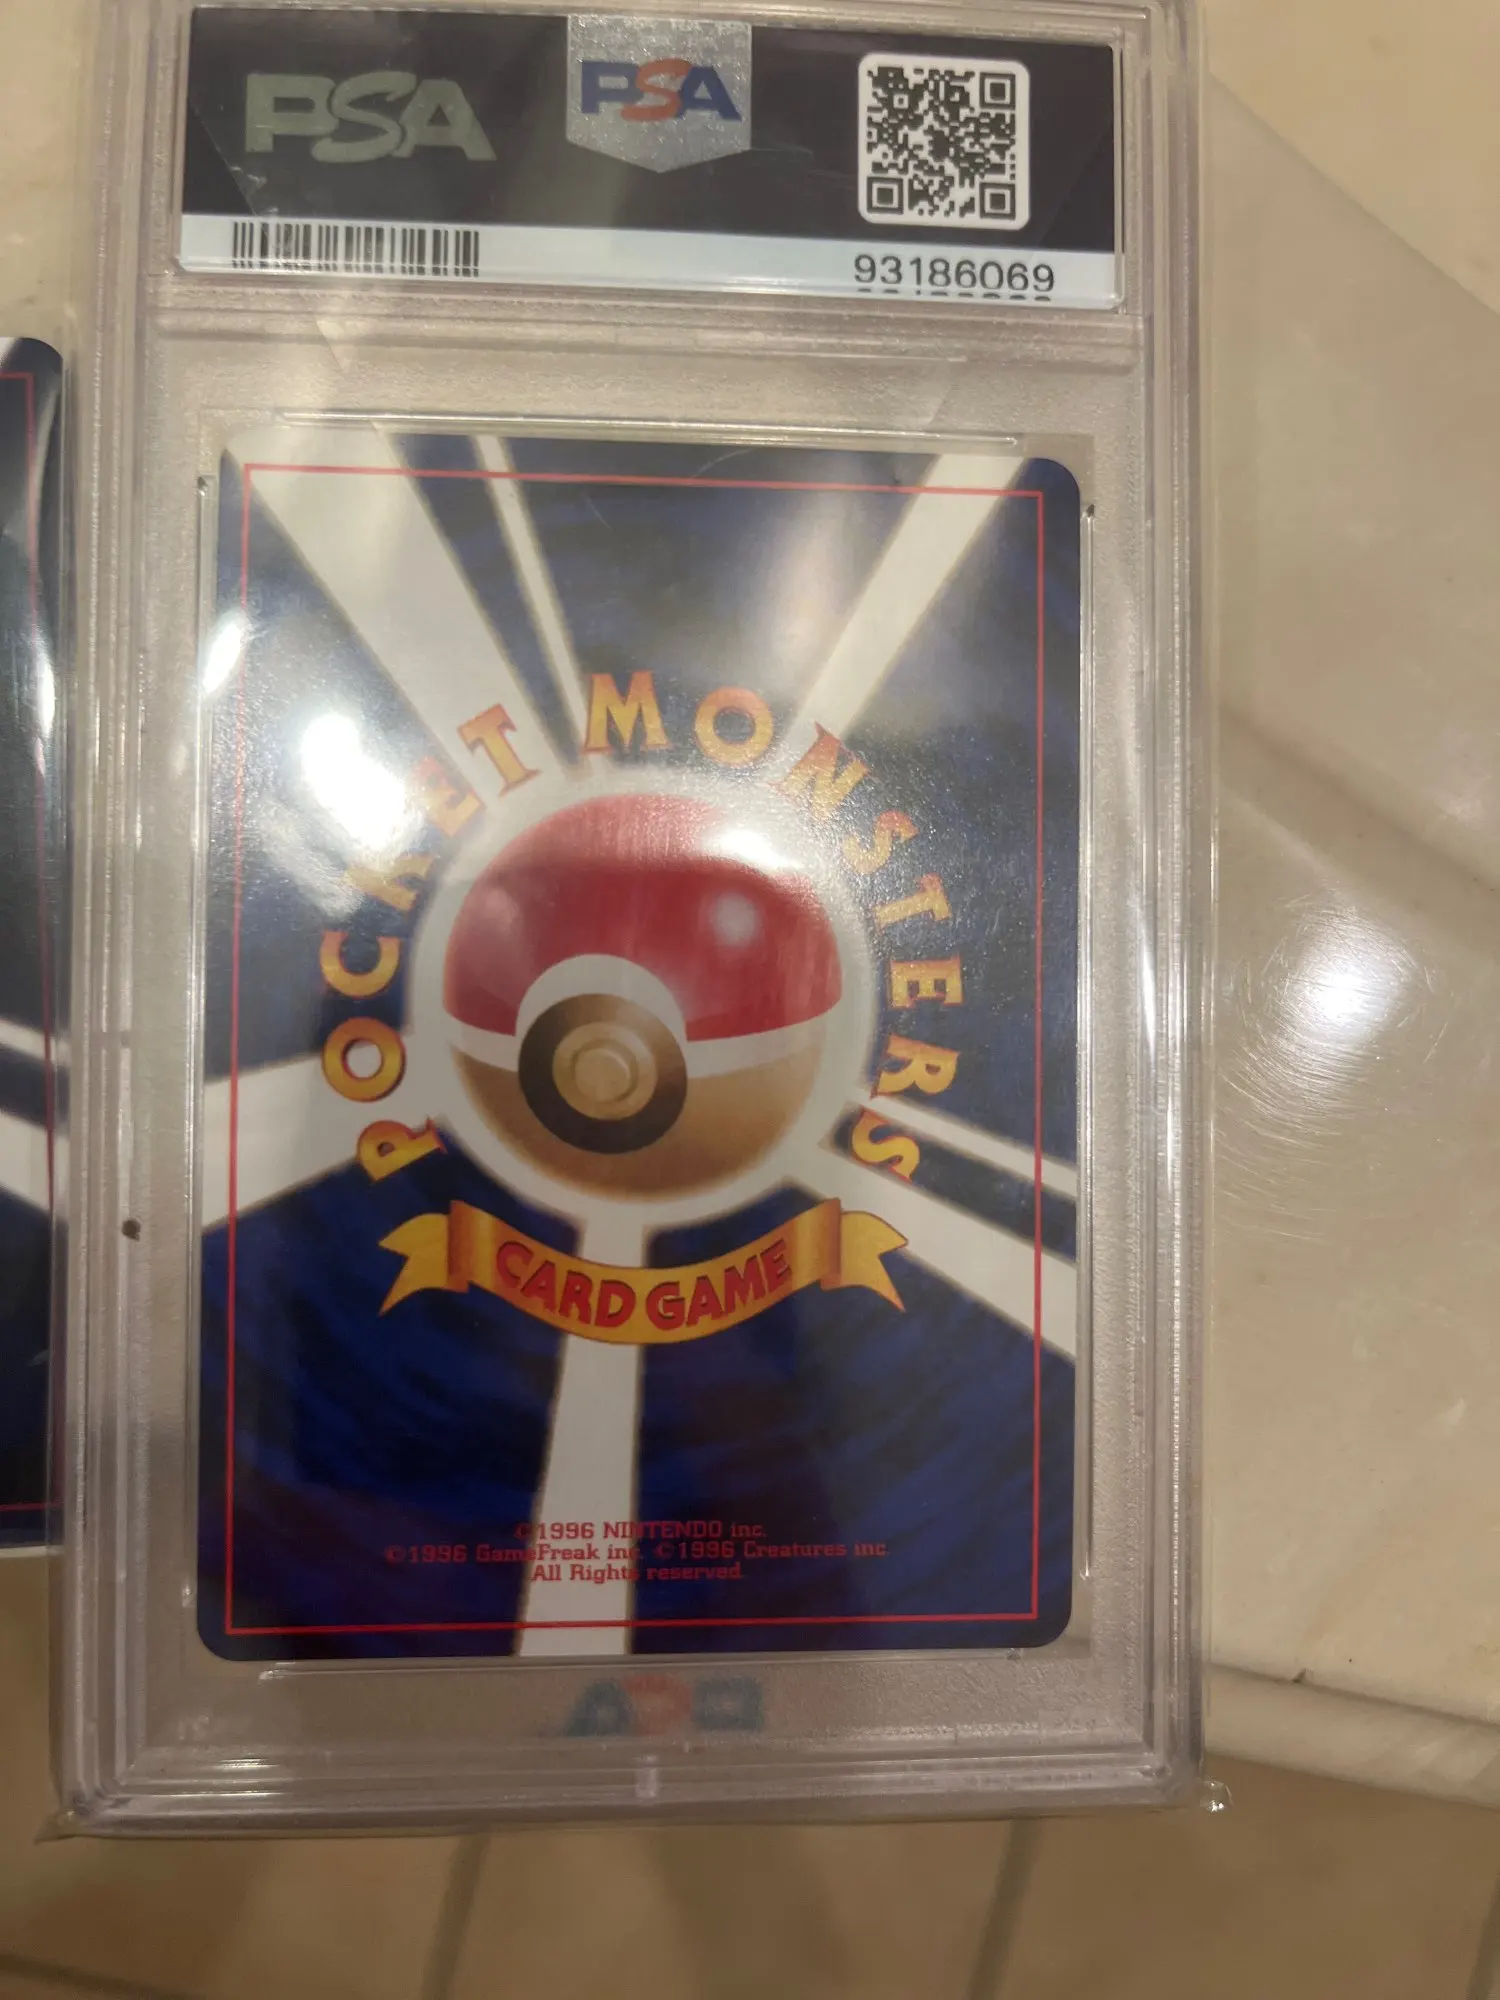 PSA
PSA
93186069
POCKET MONSTERS
CARD GAME
©1996 NINTENDO inc.
©1996 GameFreak inc. ©1996 Creatures inc.
All Rights reserved.
PSA